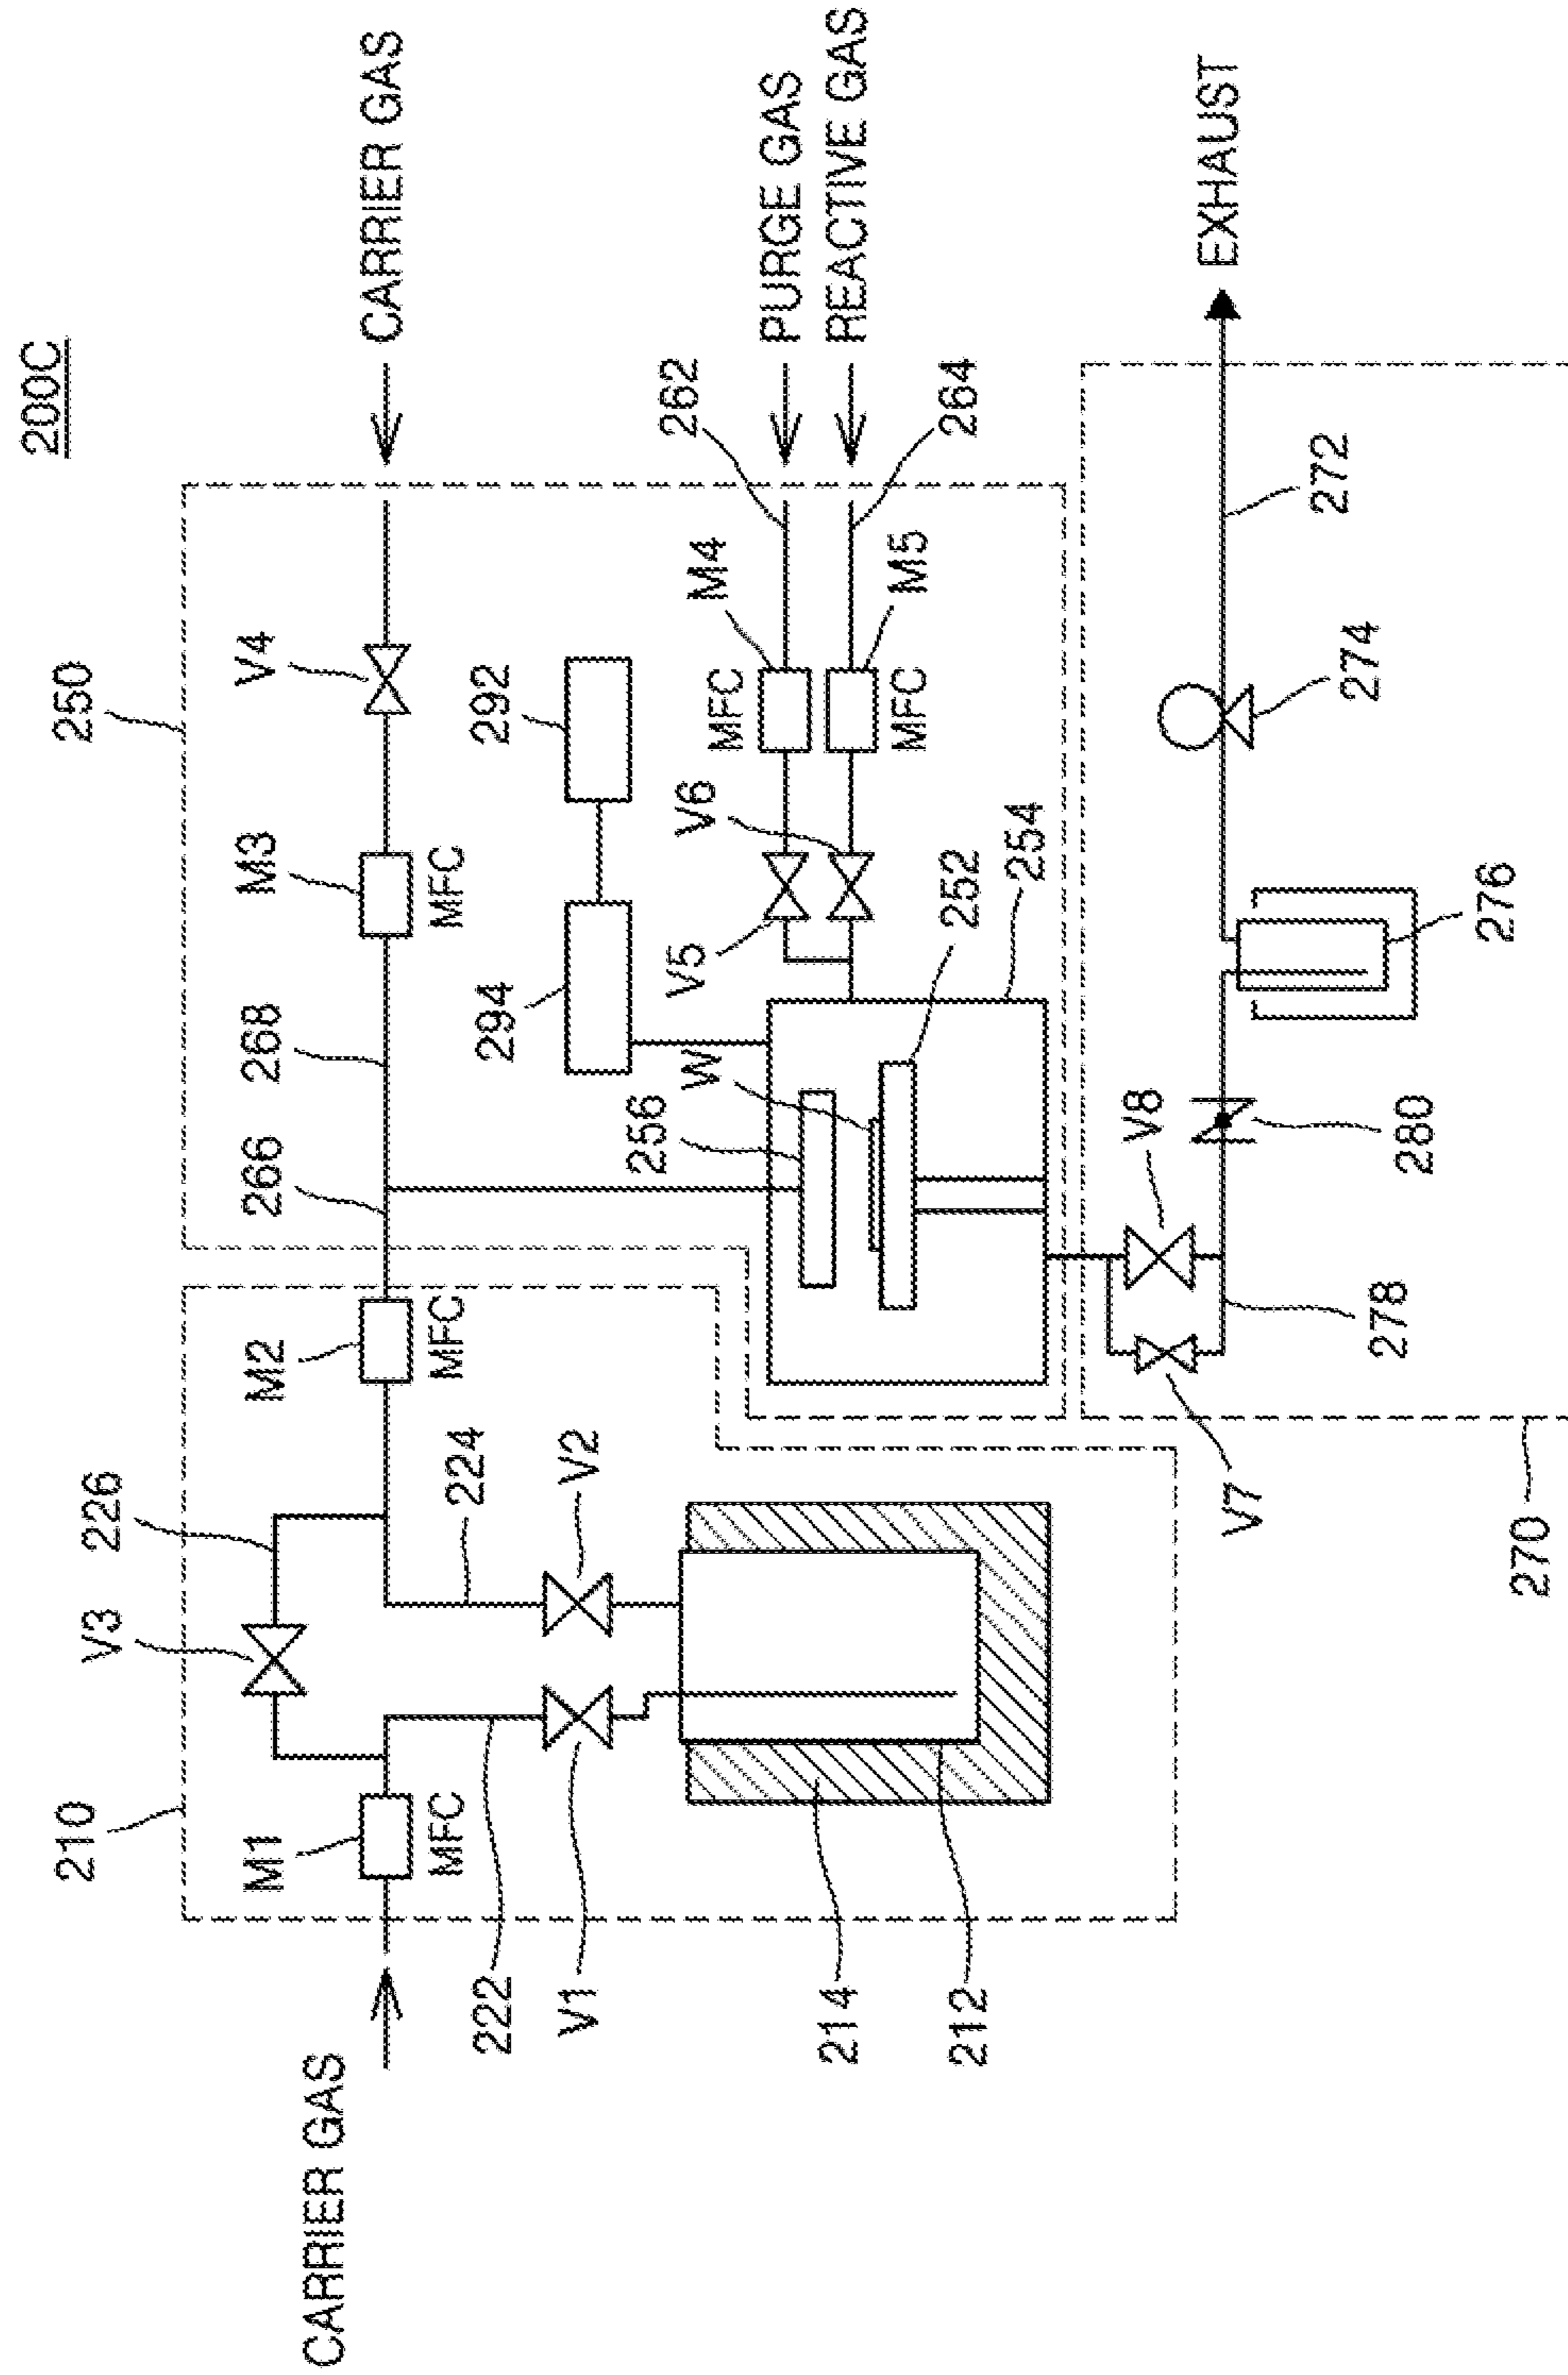 200C
CARRIER GAS
PURGE GAS
REACTIVE GAS
EXHAUST
250
V4
M3
MFC
268
266
292
294
262
264
M4
MFC
M5
MFC
V6
V5
W
256
252
254
272
274
276
280
V8
278
V7
270
210
M2
MFC
226
V3
224
V2
M1
MFC
222
V1
214
212
CARRIER GAS